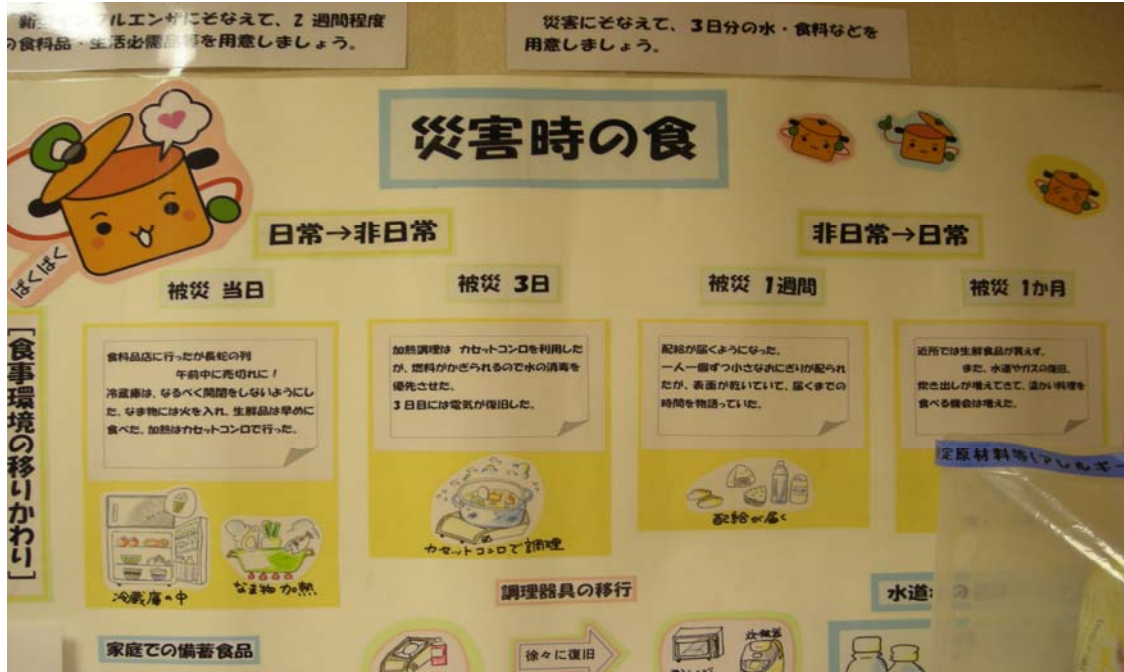 新型インフルエンザにそなえて、2 週間程度
の食料品・生活必需品等を用意しましょう。
災害にそなえて、3日分の水・食料などを
用意しましょう。
災害時の食
日常→非日常
非日常→日常
ぱくぱく
[食事環境の移りかわり]
被災 当日
食料品店に行ったが長蛇の列
午前中に売切れに！
冷蔵庫は、なるべく開閉をしないようにし
た。なま物には火を入れ、生鮮品は早めに
食べた。加熱はカセットコンロで行った。
冷蔵庫の中
なま物加熱
被災 3日
加熱調理は カセットコンロを利用した
が、燃料がかぎられるので水の消毒を
優先させた。
3日目には電気が復旧した。
カセットコンロで調理
被災 1週間
配給が届くようになった。
一人一個ずつ小さなおにぎりが配られ
たが、表面が乾いていて、届くまでの
時間を物語っていた。
配給が届く
被災 1か月
近所では生鮮食品が買えず。
また、水道やガスの復旧。
炊き出しが増えてきて、温かい料理を
食べる機会は増えた。
定原材料等(アレルギー
調理器具の移行
水道
家庭での備蓄食品
徐々に復旧
炊飯器